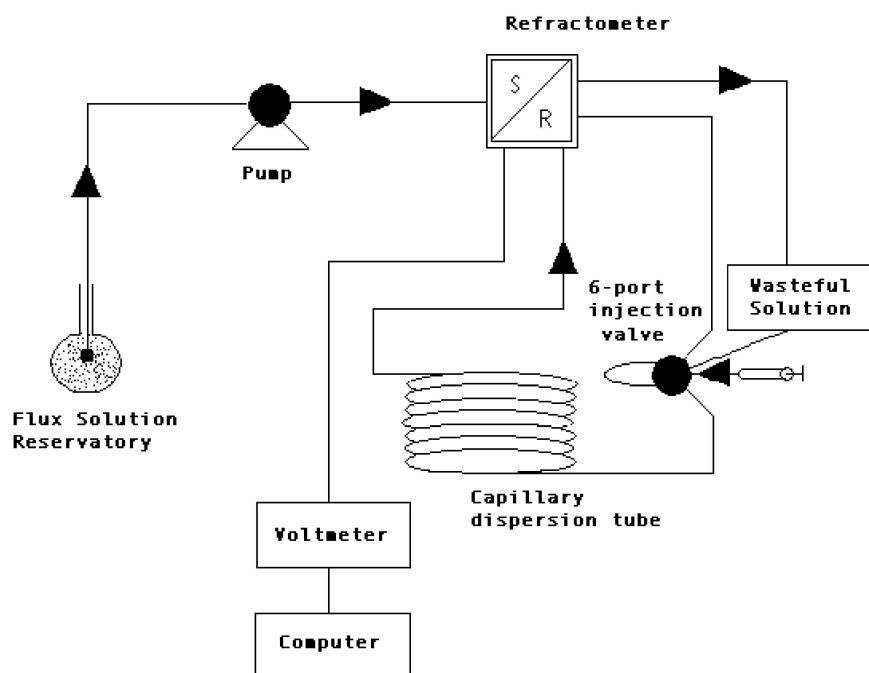 Refractometer
S
R
Pump
6-port
injection
valve
Wasteful
Solution
Flux Solution
Reservatory
Capillary
dispersion tube
Voltmeter
Computer